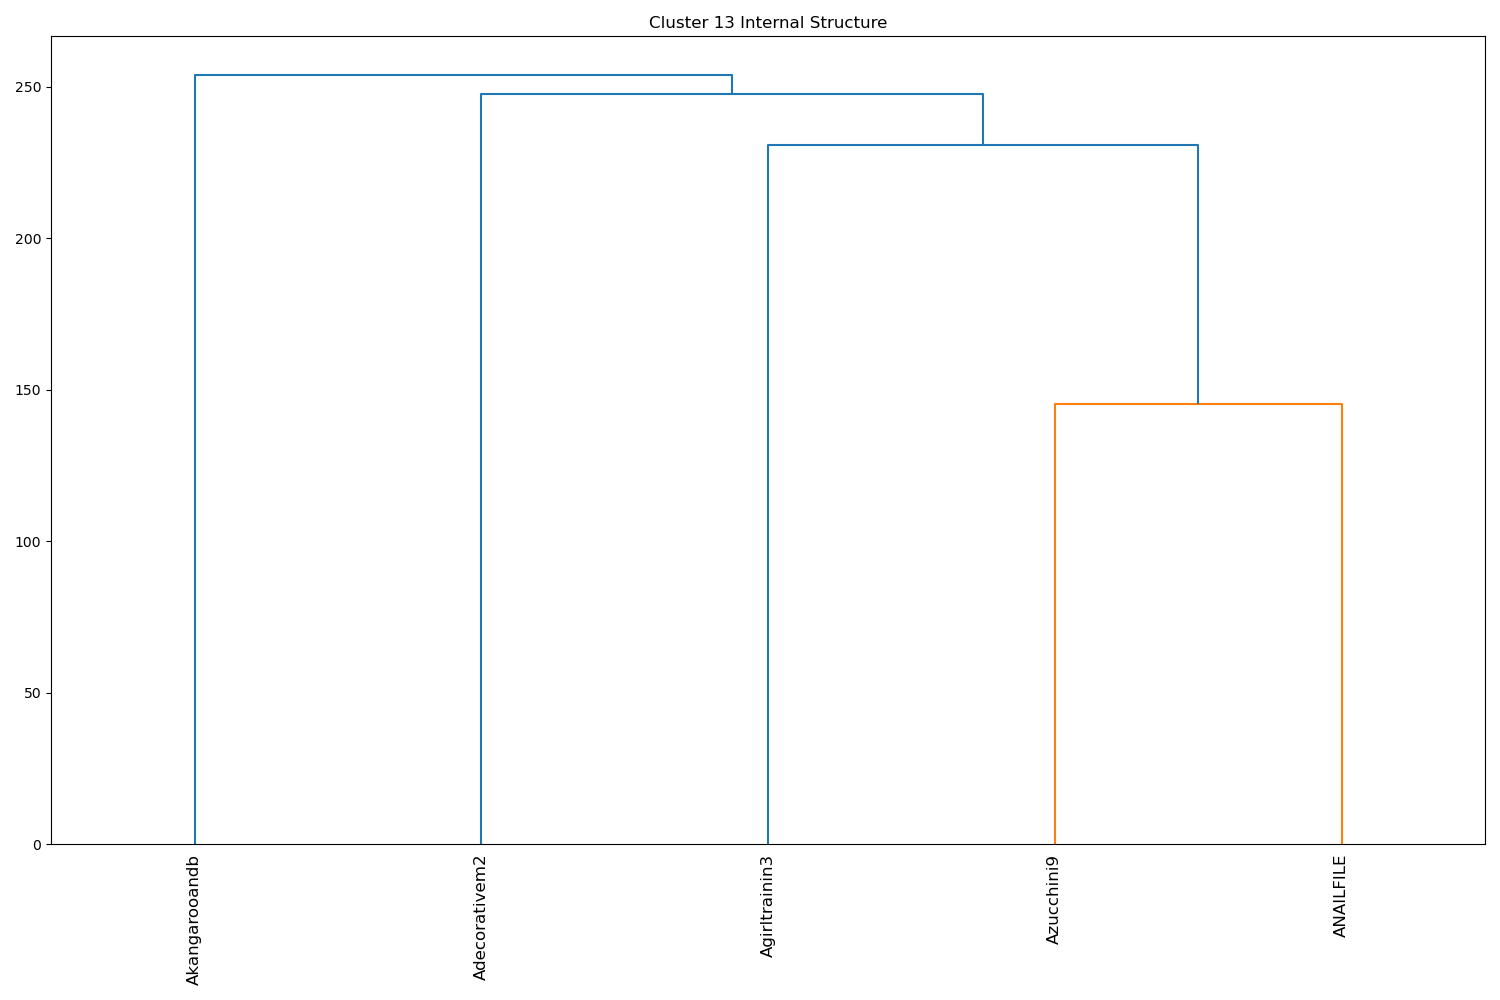 Cluster 13 Internal Structure
250
200
150
100
50
0
Akangarooandb
Adecorativem2
Agirltrainin3
Azucchini9
ANAILFILE